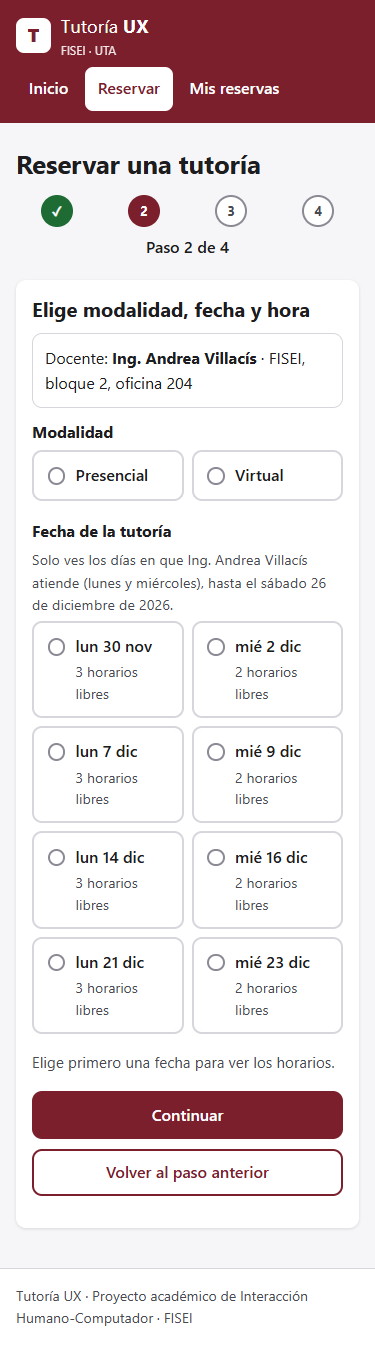 T
Tutoría UX
FISEI · UTA
Inicio
Reservar
Mis reservas
Reservar una tutoría
✓
2
3
4
Paso 2 de 4
Elige modalidad, fecha y hora
Docente: Ing. Andrea Villacís · FISEI,
bloque 2, oficina 204
Modalidad
Presencial
Virtual
Fecha de la tutoría
Solo ves los días en que Ing. Andrea Villacís
atiende (lunes y miércoles), hasta el sábado 26
de diciembre de 2026.
lun 30 nov
3 horarios
libres
mié 2 dic
2 horarios
libres
lun 7 dic
3 horarios
libres
mié 9 dic
2 horarios
libres
lun 14 dic
3 horarios
libres
mié 16 dic
2 horarios
libres
lun 21 dic
3 horarios
libres
mié 23 dic
2 horarios
libres
Elige primero una fecha para ver los horarios.
Continuar
Volver al paso anterior
Tutoría UX · Proyecto académico de Interacción
Humano-Computador · FISEI